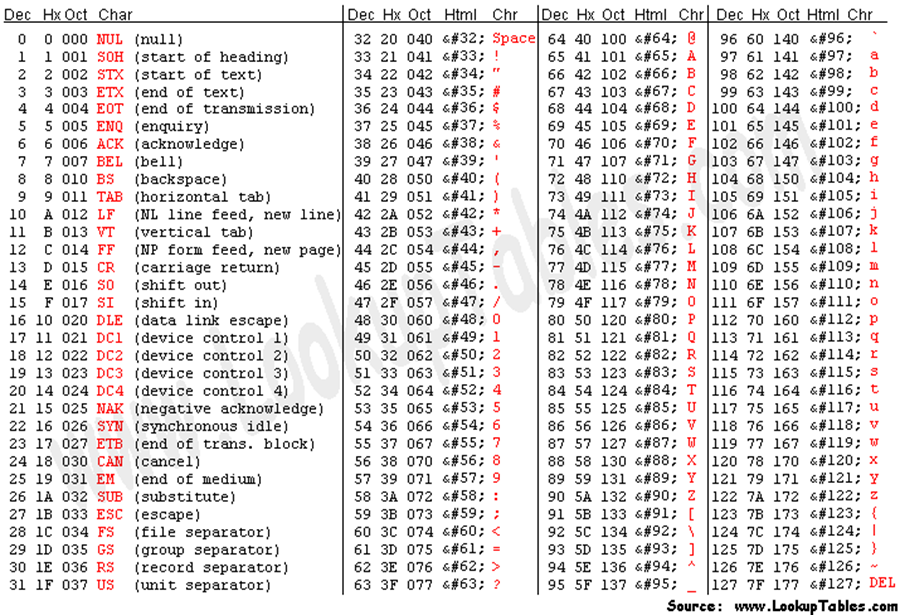 Dec Hx Oct Char Dec Hx Oct Html Chr Dec Hx Oct Html Chr Dec Hx Oct Html Chr
0 0 000 NUL (null) 32 20 040 &#32; Space 64 40 100 &#64; @ 96 60 140 &#96; `
1 1 001 SOH (start of heading) 33 21 041 &#33; ! 65 41 101 &#65; A 97 61 141 &#97; a
2 2 002 STX (start of text) 34 22 042 &#34; " 66 42 102 &#66; B 98 62 142 &#98; b
3 3 003 ETX (end of text) 35 23 043 &#35; # 67 43 103 &#67; C 99 63 143 &#99; c
4 4 004 EOT (end of transmission) 36 24 044 &#36; $ 68 44 104 &#68; D 100 64 144 &#100; d
5 5 005 ENQ (enquiry) 37 25 045 &#37; % 69 45 105 &#69; E 101 65 145 &#101; e
6 6 006 ACK (acknowledge) 38 26 046 &#38; & 70 46 106 &#70; F 102 66 146 &#102; f
7 7 007 BEL (bell) 39 27 047 &#39; ' 71 47 107 &#71; G 103 67 147 &#103; g
8 8 010 BS (backspace) 40 28 050 &#40; ( 72 48 110 &#72; H 104 68 150 &#104; h
9 9 011 TAB (horizontal tab) 41 29 051 &#41; ) 73 49 111 &#73; I 105 69 151 &#105; i
10 A 012 LF (NL line feed, new line) 42 2A 052 &#42; * 74 4A 112 &#74; J 106 6A 152 &#106; j
11 B 013 VT (vertical tab) 43 2B 053 &#43; + 75 4B 113 &#75; K 107 6B 153 &#107; k
12 C 014 FF (NP form feed, new page) 44 2C 054 &#44; , 76 4C 114 &#76; L 108 6C 154 &#108; l
13 D 015 CR (carriage return) 45 2D 055 &#45; - 77 4D 115 &#77; M 109 6D 155 &#109; m
14 E 016 SO (shift out) 46 2E 056 &#46; . 78 4E 116 &#78; N 110 6E 156 &#110; n
15 F 017 SI (shift in) 47 2F 057 &#47; / 79 4F 117 &#79; O 111 6F 157 &#111; o
16 10 020 DLE (data link escape) 48 30 060 &#48; 0 80 50 120 &#80; P 112 70 160 &#112; p
17 11 021 DC1 (device control 1) 49 31 061 &#49; 1 81 51 121 &#81; Q 113 71 161 &#113; q
18 12 022 DC2 (device control 2) 50 32 062 &#50; 2 82 52 122 &#82; R 114 72 162 &#114; r
19 13 023 DC3 (device control 3) 51 33 063 &#51; 3 83 53 123 &#83; S 115 73 163 &#115; s
20 14 024 DC4 (device control 4) 52 34 064 &#52; 4 84 54 124 &#84; T 116 74 164 &#116; t
21 15 025 NAK (negative acknowledge) 53 35 065 &#53; 5 85 55 125 &#85; U 117 75 165 &#117; u
22 16 026 SYN (synchronous idle) 54 36 066 &#54; 6 86 56 126 &#86; V 118 76 166 &#118; v
23 17 027 ETB (end of trans. block) 55 37 067 &#55; 7 87 57 127 &#87; W 119 77 167 &#119; w
24 18 030 CAN (cancel) 56 38 070 &#56; 8 88 58 130 &#88; X 120 78 170 &#120; x
25 19 031 EM (end of medium) 57 39 071 &#57; 9 89 59 131 &#89; Y 121 79 171 &#121; y
26 1A 032 SUB (substitute) 58 3A 072 &#58; : 90 5A 132 &#90; Z 122 7A 172 &#122; z
27 1B 033 ESC (escape) 59 3B 073 &#59; ; 91 5B 133 &#91; [ 123 7B 173 &#123; {
28 1C 034 FS (file separator) 60 3C 074 &#60; < 92 5C 134 &#92; \ 124 7C 174 &#124; |
29 1D 035 GS (group separator) 61 3D 075 &#61; = 93 5D 135 &#93; ] 125 7D 175 &#125; }
30 1E 036 RS (record separator) 62 3E 076 &#62; > 94 5E 136 &#94; ^ 126 7E 176 &#126; ~
31 1F 037 US (unit separator) 63 3F 077 &#63; ? 95 5F 137 &#95; _ 127 7F 177 &#127; DEL
Source: www.LookupTables.com
www.LookupTables.com